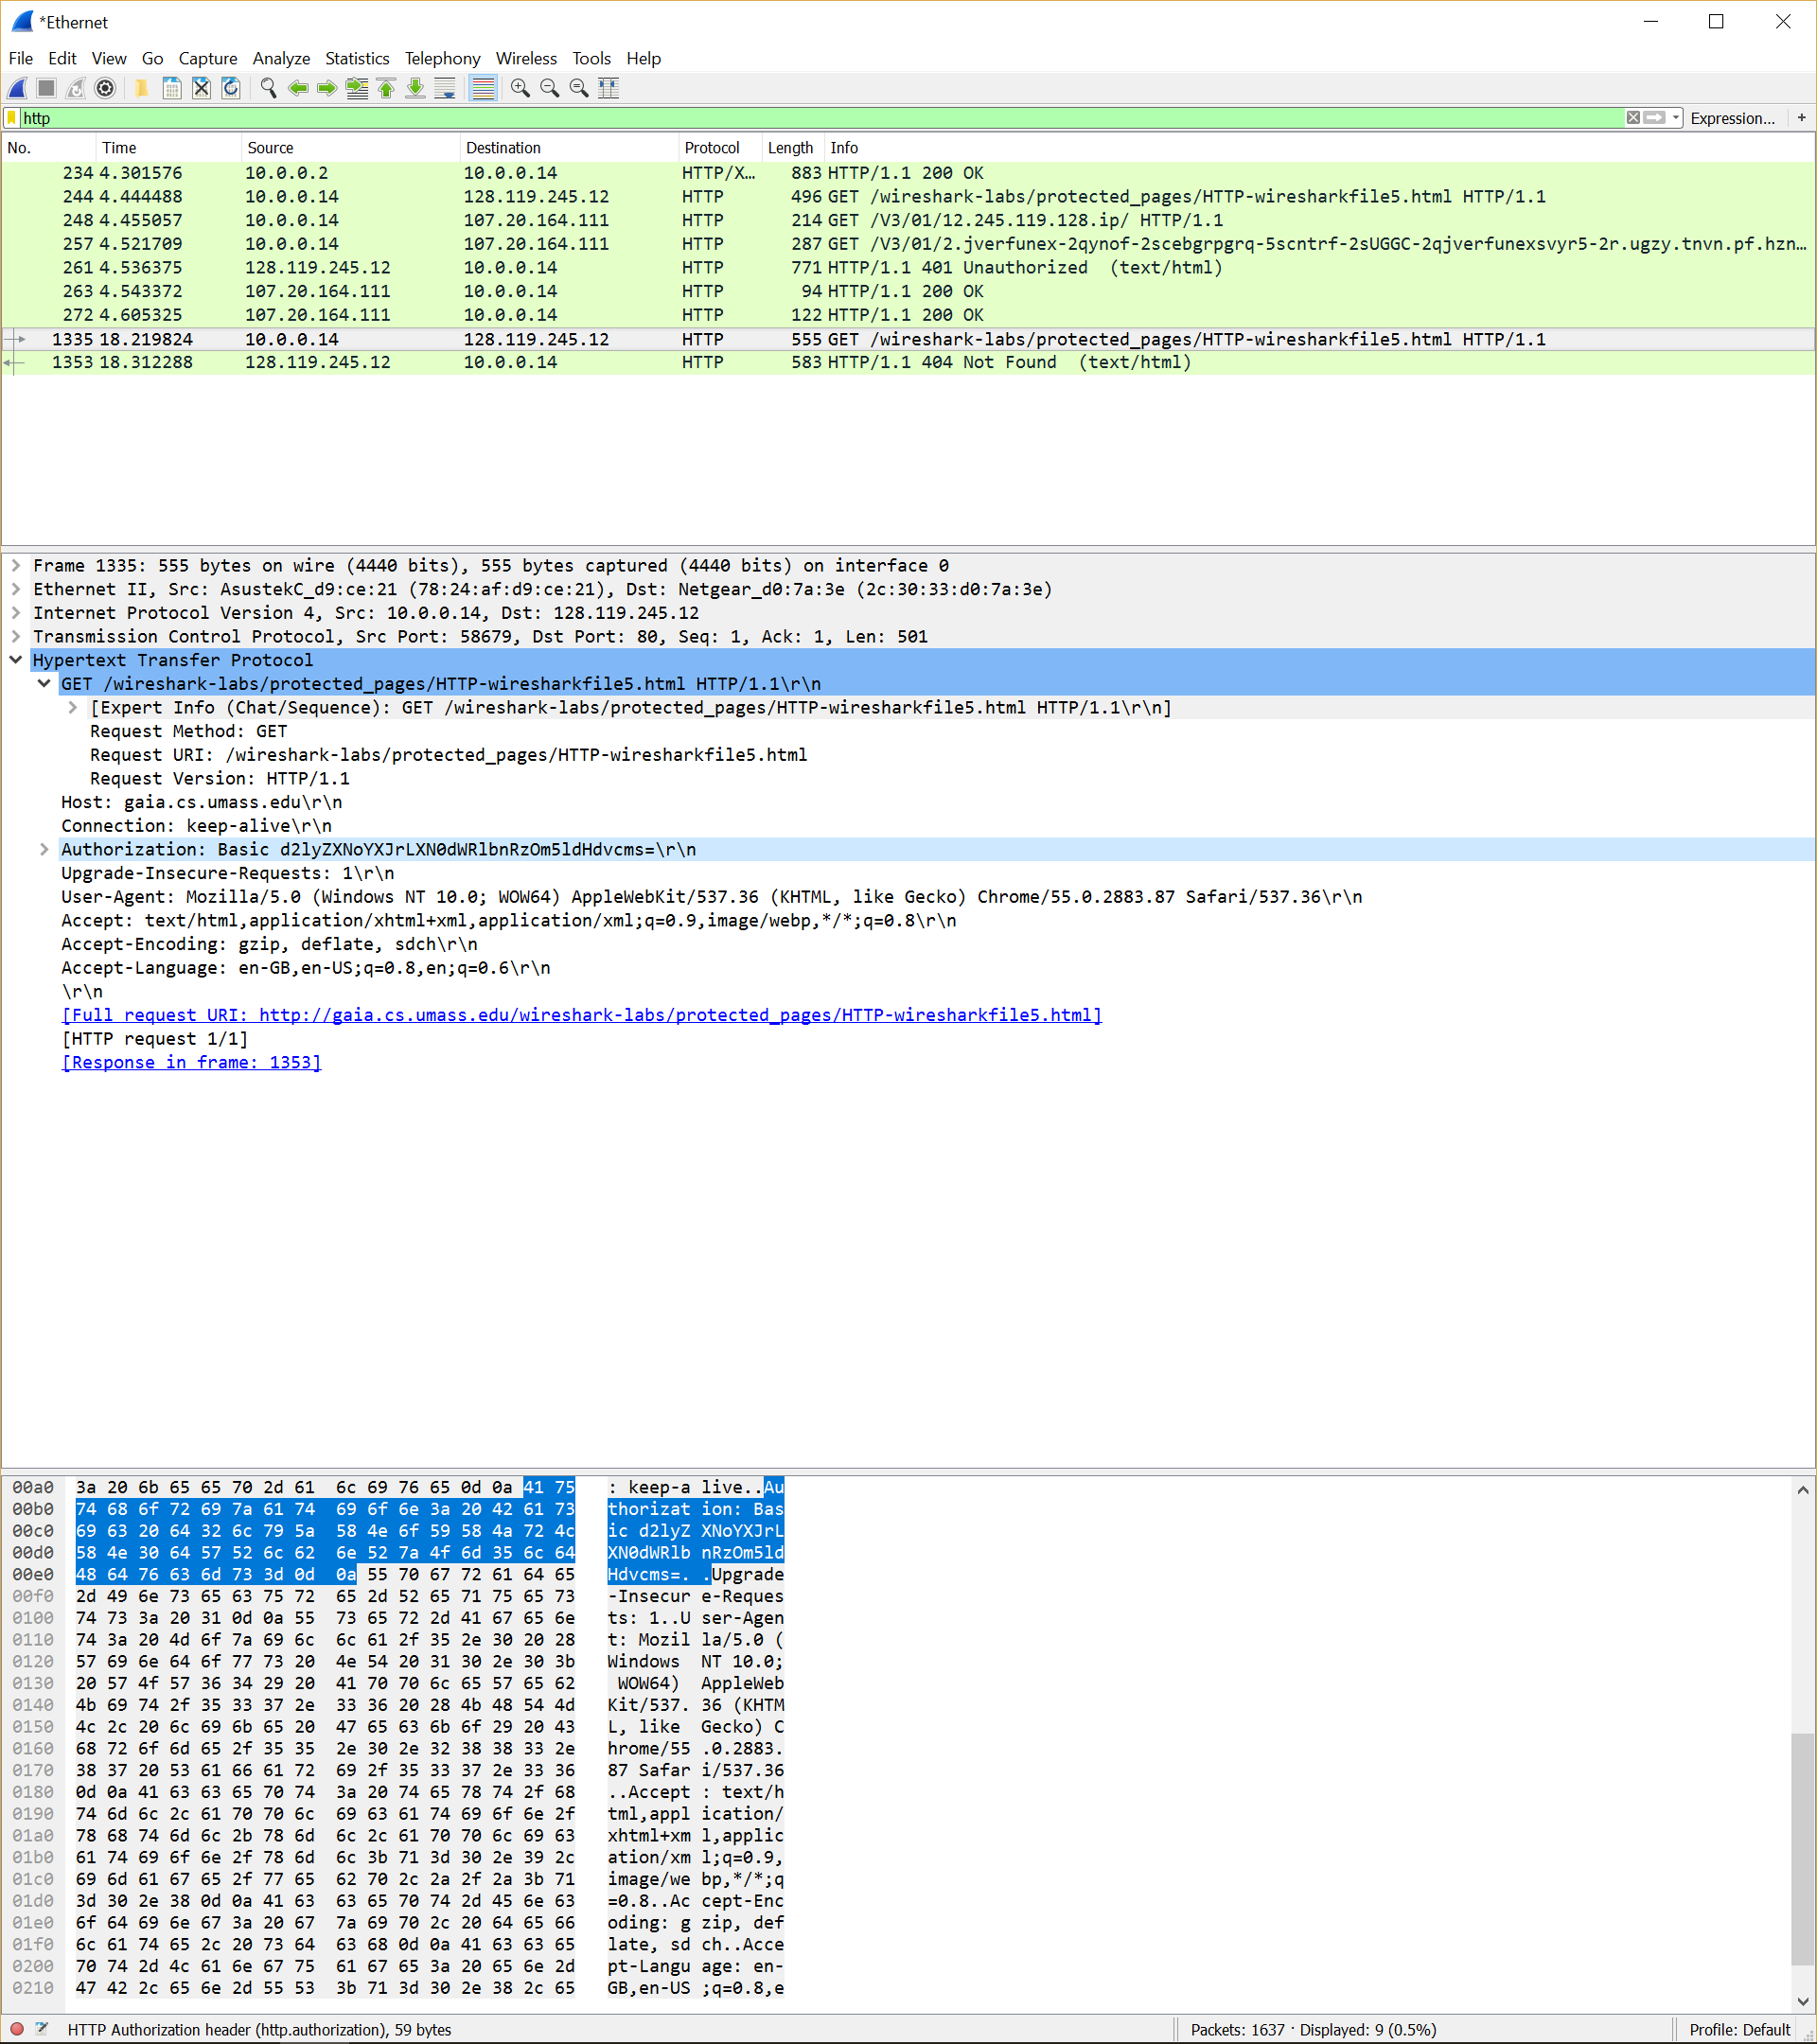 *Ethernet
File Edit View Go Capture Analyze Statistics Telephony Wireless Tools Help
http Expression... +
No. Time Source Destination Protocol Length Info
234 4.301576 10.0.0.2 10.0.0.14 HTTP/X... 883 HTTP/1.1 200 OK
244 4.444488 10.0.0.14 128.119.245.12 HTTP 496 GET /wireshark-labs/protected_pages/HTTP-wiresharkfile5.html HTTP/1.1
248 4.455057 10.0.0.14 107.20.164.111 HTTP 214 GET /V3/01/12.245.119.128.ip/ HTTP/1.1
257 4.521709 10.0.0.14 107.20.164.111 HTTP 287 GET /V3/01/2.jverfunex-2qynof-2scebgrpgrq-5scntrf-2sUGGC-2qjverfunexsvyr5-2r.ugzy.tnvn.pf.hzn...
261 4.536375 128.119.245.12 10.0.0.14 HTTP 771 HTTP/1.1 401 Unauthorized (text/html)
263 4.543372 107.20.164.111 10.0.0.14 HTTP 94 HTTP/1.1 200 OK
272 4.605325 107.20.164.111 10.0.0.14 HTTP 122 HTTP/1.1 200 OK
1335 18.219824 10.0.0.14 128.119.245.12 HTTP 555 GET /wireshark-labs/protected_pages/HTTP-wiresharkfile5.html HTTP/1.1
1353 18.312288 128.119.245.12 10.0.0.14 HTTP 583 HTTP/1.1 404 Not Found (text/html)
Frame 1335: 555 bytes on wire (4440 bits), 555 bytes captured (4440 bits) on interface 0
Ethernet II, Src: AsustekC_d9:ce:21 (78:24:af:d9:ce:21), Dst: Netgear_d0:7a:3e (2c:30:33:d0:7a:3e)
Internet Protocol Version 4, Src: 10.0.0.14, Dst: 128.119.245.12
Transmission Control Protocol, Src Port: 58679, Dst Port: 80, Seq: 1, Ack: 1, Len: 501
Hypertext Transfer Protocol
GET /wireshark-labs/protected_pages/HTTP-wiresharkfile5.html HTTP/1.1\r\n
[Expert Info (Chat/Sequence): GET /wireshark-labs/protected_pages/HTTP-wiresharkfile5.html HTTP/1.1\r\n]
Request Method: GET
Request URI: /wireshark-labs/protected_pages/HTTP-wiresharkfile5.html
Request Version: HTTP/1.1
Host: gaia.cs.umass.edu\r\n
Connection: keep-alive\r\n
Authorization: Basic d2lyZXNoYXJrLXN0dWRlbnRzOm5ldHdvcms=\r\n
Upgrade-Insecure-Requests: 1\r\n
User-Agent: Mozilla/5.0 (Windows NT 10.0; WOW64) AppleWebKit/537.36 (KHTML, like Gecko) Chrome/55.0.2883.87 Safari/537.36\r\n
Accept: text/html,application/xhtml+xml,application/xml;q=0.9,image/webp,*/*;q=0.8\r\n
Accept-Encoding: gzip, deflate, sdch\r\n
Accept-Language: en-GB,en-US;q=0.8,en;q=0.6\r\n
\r\n
[Full request URI: http://gaia.cs.umass.edu/wireshark-labs/protected_pages/HTTP-wiresharkfile5.html]
[HTTP request 1/1]
[Response in frame: 1353]
00a0 3a 20 6b 65 65 70 2d 61 6c 69 76 65 0d 0a 41 75 : keep-a live..Au
00b0 74 68 6f 72 69 7a 61 74 69 6f 6e 3a 20 42 61 73 thorizat ion: Bas
00c0 69 63 20 64 32 6c 79 5a 58 4e 6f 59 58 4a 72 4c ic d2lyZ XNoYXJrL
00d0 58 4e 30 64 57 52 6c 62 6e 52 7a 4f 6d 35 6c 64 XN0dWRlb nRzOm5ld
00e0 48 64 76 63 6d 73 3d 0d 0a 55 70 67 72 61 64 65 Hdvcms=. .Upgrade
00f0 2d 49 6e 73 65 63 75 72 65 2d 52 65 71 75 65 73 -Insecur e-Reques
0100 74 73 3a 20 31 0d 0a 55 73 65 72 2d 41 67 65 6e ts: 1..U ser-Agen
0110 74 3a 20 4d 6f 7a 69 6c 6c 61 2f 35 2e 30 20 28 t: Mozil la/5.0 (
0120 57 69 6e 64 6f 77 73 20 4e 54 20 31 30 2e 30 3b Windows NT 10.0;
0130 20 57 4f 57 36 34 29 20 41 70 70 6c 65 57 65 62 WOW64) AppleWeb
0140 4b 69 74 2f 35 33 37 2e 33 36 20 28 4b 48 54 4d Kit/537. 36 (KHTM
0150 4c 2c 20 6c 69 6b 65 20 47 65 63 6b 6f 29 20 43 L, like Gecko) C
0160 68 72 6f 6d 65 2f 35 35 2e 30 2e 32 38 38 33 2e hrome/55 .0.2883.
0170 38 37 20 53 61 66 61 72 69 2f 35 33 37 2e 33 36 87 Safar i/537.36
0180 0d 0a 41 63 63 65 70 74 3a 20 74 65 78 74 2f 68 ..Accept : text/h
0190 74 6d 6c 2c 61 70 70 6c 69 63 61 74 69 6f 6e 2f tml,appl ication/
01a0 78 68 74 6d 6c 2b 78 6d 6c 2c 61 70 70 6c 69 63 xhtml+xm l,applic
01b0 61 74 69 6f 6e 2f 78 6d 6c 3b 71 3d 30 2e 39 2c ation/xm l;q=0.9,
01c0 69 6d 61 67 65 2f 77 65 62 70 2c 2a 2f 2a 3b 71 image/we bp,*/*;q
01d0 3d 30 2e 38 0d 0a 41 63 63 65 70 74 2d 45 6e 63 =0.8..Ac cept-Enc
01e0 6f 64 69 6e 67 3a 20 67 7a 69 70 2c 20 64 65 66 oding: g zip, def
01f0 6c 61 74 65 2c 20 73 64 63 68 0d 0a 41 63 63 65 late, sd ch..Acce
0200 70 74 2d 4c 61 6e 67 75 61 67 65 3a 20 65 6e 2d pt-Langu age: en-
0210 47 42 2c 65 6e 2d 55 53 3b 71 3d 30 2e 38 2c 65 GB,en-US ;q=0.8,e
HTTP Authorization header (http.authorization), 59 bytes Packets: 1637 · Displayed: 9 (0.5%) Profile: Default